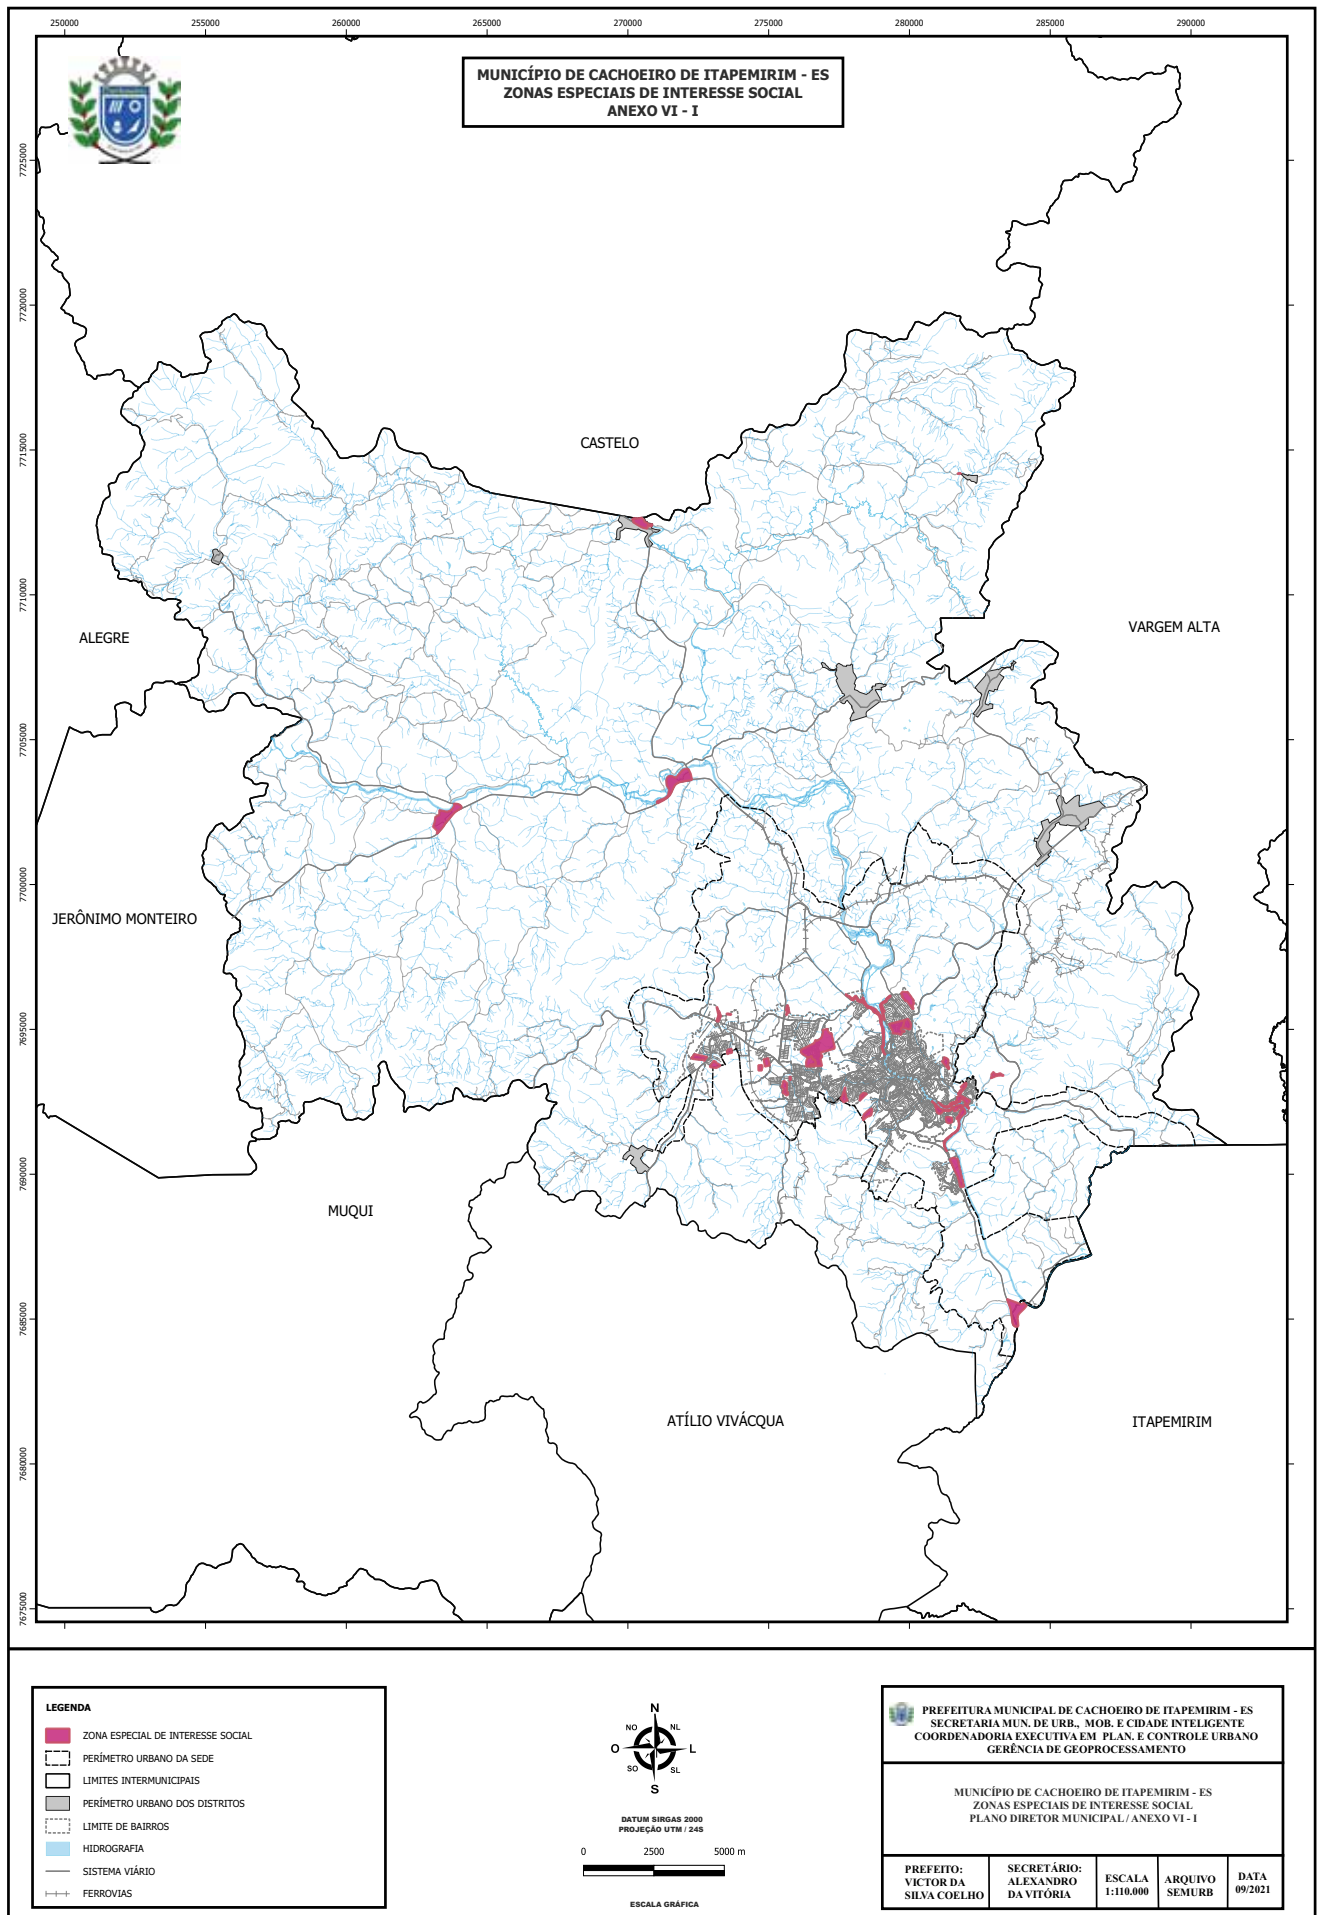 250000 255000 260000 265000 270000 275000 280000 285000 290000
MUNICÍPIO DE CACHOEIRO DE ITAPEMIRIM - ES
ZONAS ESPECIAIS DE INTERESSE SOCIAL
ANEXO VI - I
7725000
7720000
7715000
7710000
7705000
7700000
7695000
7690000
7685000
7680000
7675000
CASTELO
ALEGRE
VARGEM ALTA
JERÔNIMO MONTEIRO
MUQUI
ATÍLIO VIVÁCQUA
ITAPEMIRIM
LEGENDA
ZONA ESPECIAL DE INTERESSE SOCIAL
PERÍMETRO URBANO DA SEDE
LIMITES INTERMUNICIPAIS
PERÍMETRO URBANO DOS DISTRITOS
LIMITE DE BAIRROS
HIDROGRAFIA
SISTEMA VIÁRIO
FERROVIAS
N
NO NL
O L
SO SL
S
DATUM SIRGAS 2000
PROJEÇÃO UTM / 24S
0 2500 5000 m
ESCALA GRÁFICA
PREFEITURA MUNICIPAL DE CACHOEIRO DE ITAPEMIRIM - ES
SECRETARIA MUN. DE URB., MOB. E CIDADE INTELIGENTE
COORDENADORIA EXECUTIVA EM PLAN. E CONTROLE URBANO
GERÊNCIA DE GEOPROCESSAMENTO
MUNICÍPIO DE CACHOEIRO DE ITAPEMIRIM - ES
ZONAS ESPECIAIS DE INTERESSE SOCIAL
PLANO DIRETOR MUNICIPAL / ANEXO VI - I
PREFEITO:
VICTOR DA
SILVA COELHO
SECRETÁRIO:
ALEXANDRO
DA VITÓRIA
ESCALA
1:110.000
ARQUIVO
SEMURB
DATA
09/2021